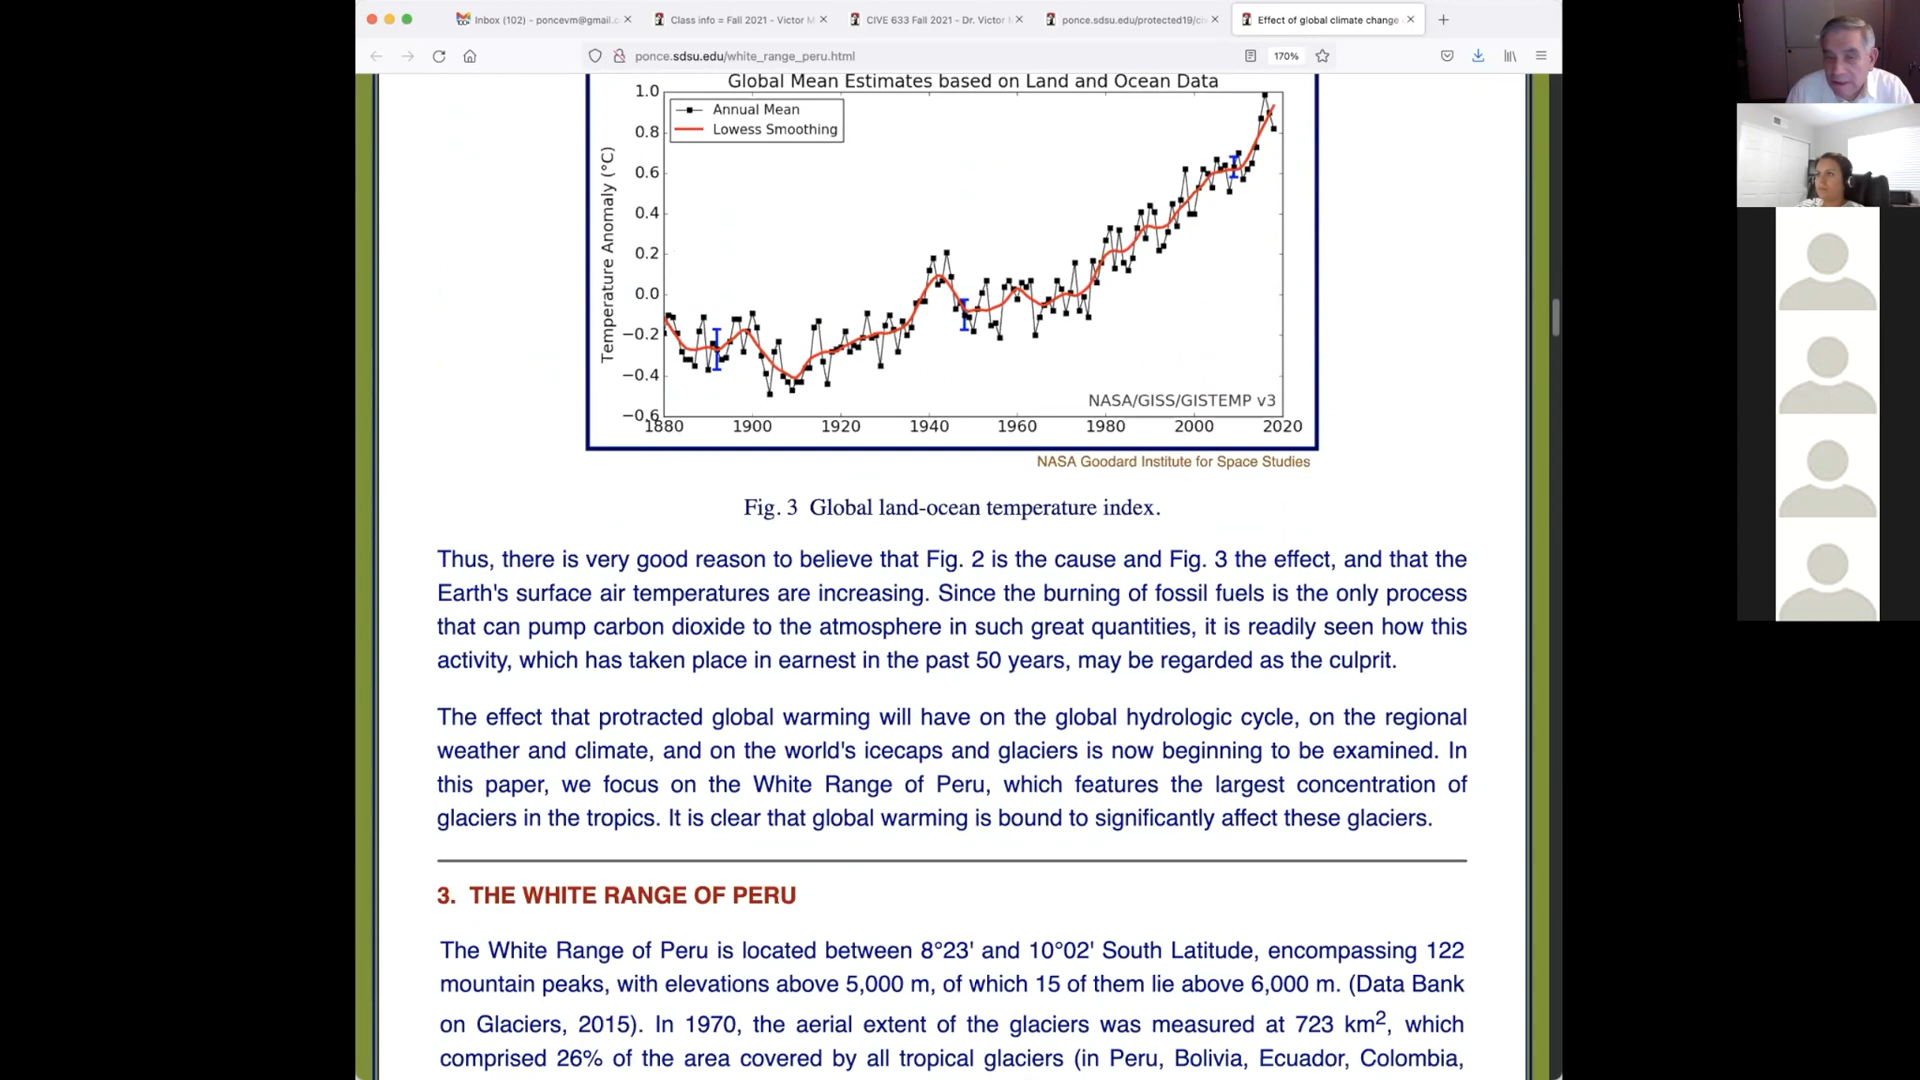 Inbox (102) - poncevm@gmail.c
Class info = Fall 2021 - Victor M
CIVE 633 Fall 2021 - Dr. Victor
ponce.sdsu.edu/protected19/ci
Effect of global climate change
ponce.sdsu.edu/white_range_peru.html
170%
Global Mean Estimates based on Land and Ocean Data
Annual Mean
Lowess Smoothing
Temperature Anomaly (°C)
1.0
0.8
0.6
0.4
0.2
0.0
−0.2
−0.4
−0.6
NASA/GISS/GISTEMP v3
1880 1900 1920 1940 1960 1980 2000 2020
NASA Goodard Institute for Space Studies
Fig. 3 Global land-ocean temperature index.
Thus, there is very good reason to believe that Fig. 2 is the cause and Fig. 3 the effect, and that the
Earth's surface air temperatures are increasing. Since the burning of fossil fuels is the only process
that can pump carbon dioxide to the atmosphere in such great quantities, it is readily seen how this
activity, which has taken place in earnest in the past 50 years, may be regarded as the culprit.
The effect that protracted global warming will have on the global hydrologic cycle, on the regional
weather and climate, and on the world's icecaps and glaciers is now beginning to be examined. In
this paper, we focus on the White Range of Peru, which features the largest concentration of
glaciers in the tropics. It is clear that global warming is bound to significantly affect these glaciers.
3. THE WHITE RANGE OF PERU
The White Range of Peru is located between 8°23' and 10°02' South Latitude, encompassing 122
mountain peaks, with elevations above 5,000 m, of which 15 of them lie above 6,000 m. (Data Bank
on Glaciers, 2015). In 1970, the aerial extent of the glaciers was measured at 723 km², which
comprised 26% of the area covered by all tropical glaciers (in Peru, Bolivia, Ecuador, Colombia,